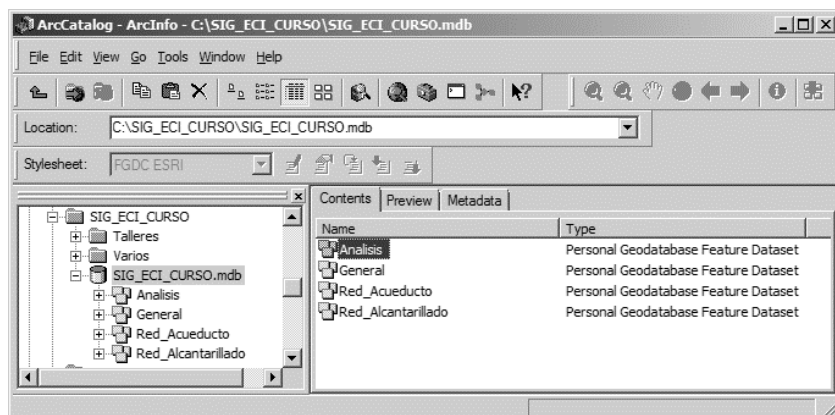 ArcCatalog - ArcInfo - C:\SIG_ECI_CURSO\SIG_ECI_CURSO.mdb
File Edit View Go Tools Window Help
Location: C:\SIG_ECI_CURSO\SIG_ECI_CURSO.mdb
Stylesheet: FGDC ESRI
SIG_ECI_CURSO
Talleres
Varios
SIG_ECI_CURSO.mdb
Analisis
General
Red_Acueducto
Red_Alcantarillado
Contents Preview Metadata
Name Type
Analisis Personal Geodatabase Feature Dataset
General Personal Geodatabase Feature Dataset
Red_Acueducto Personal Geodatabase Feature Dataset
Red_Alcantarillado Personal Geodatabase Feature Dataset